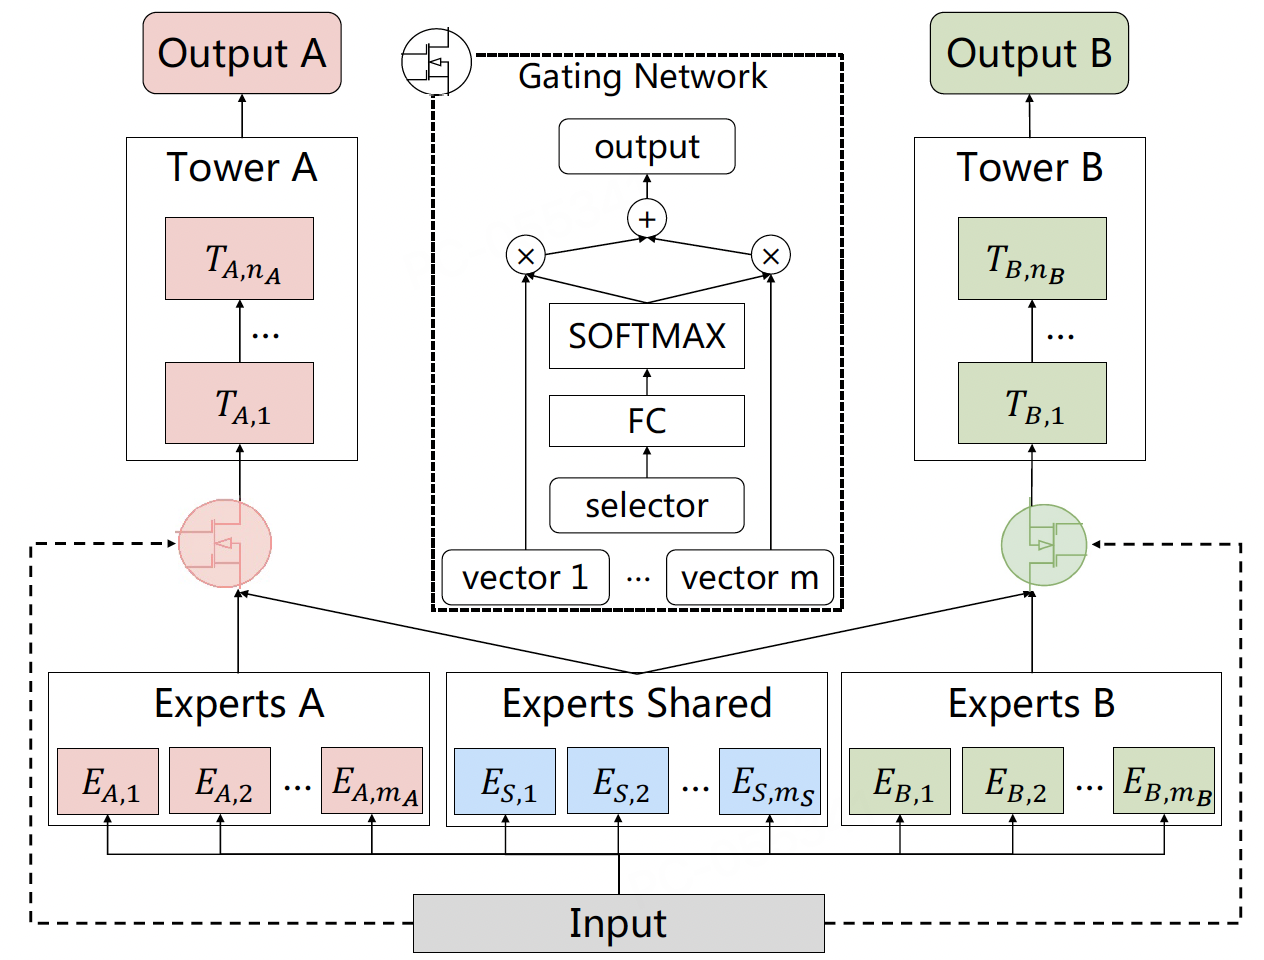 Output A
Output B
Gating Network
output
+
× ×
SOFTMAX
FC
selector
vector 1 ... vector m
Tower A
T_{A,n_A}
...
T_{A,1}
Tower B
T_{B,n_B}
...
T_{B,1}
Experts A
E_{A,1} E_{A,2} ... E_{A,m_A}
Experts Shared
E_{S,1} E_{S,2} ... E_{S,m_S}
Experts B
E_{B,1} E_{B,2} ... E_{B,m_B}
Input